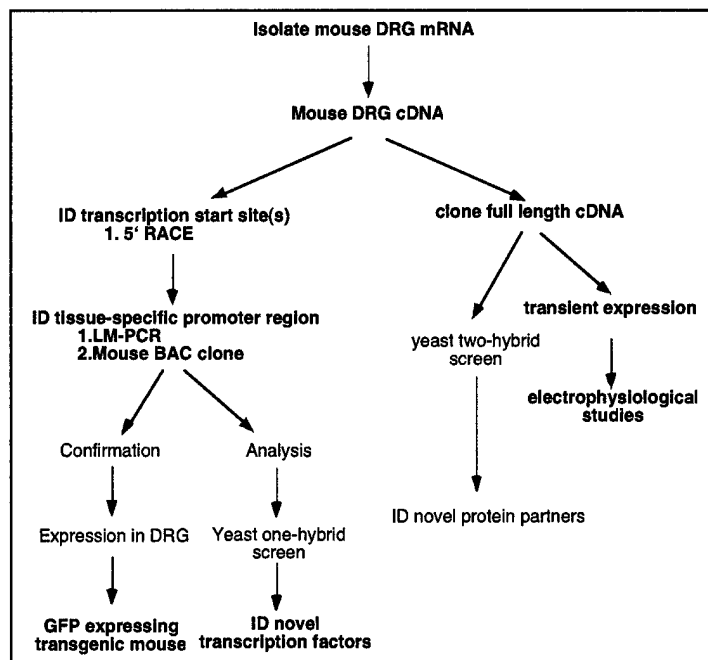 Isolate mouse DRG mRNA
Mouse DRG cDNA
ID transcription start site(s)
1. 5' RACE
clone full length cDNA
ID tissue-specific promoter region
1.LM-PCR
2.Mouse BAC clone
transient expression
yeast two-hybrid
screen
electrophysiological
studies
Confirmation
Analysis
ID novel protein partners
Expression in DRG
Yeast one-hybrid
screen
GFP expressing
transgenic mouse
ID novel
transcription factors